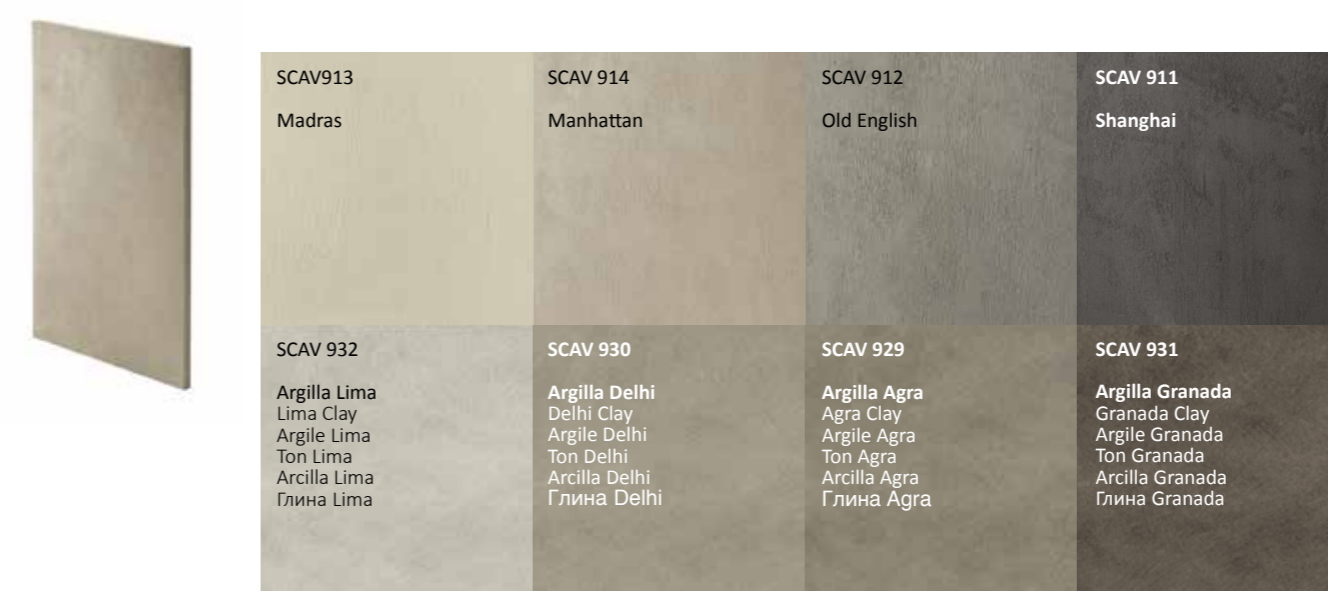 SCAV913
Madras
SCAV 914
Manhattan
SCAV 912
Old English
SCAV 911
Shanghai
SCAV 932
Argilla Lima
Lima Clay
Argile Lima
Ton Lima
Arcilla Lima
Глина Lima
SCAV 930
Argilla Delhi
Delhi Clay
Argile Delhi
Ton Delhi
Arcilla Delhi
Глина Delhi
SCAV 929
Argilla Agra
Agra Clay
Argile Agra
Ton Agra
Arcilla Agra
Глина Agra
SCAV 931
Argilla Granada
Granada Clay
Argile Granada
Ton Granada
Arcilla Granada
Глина Granada